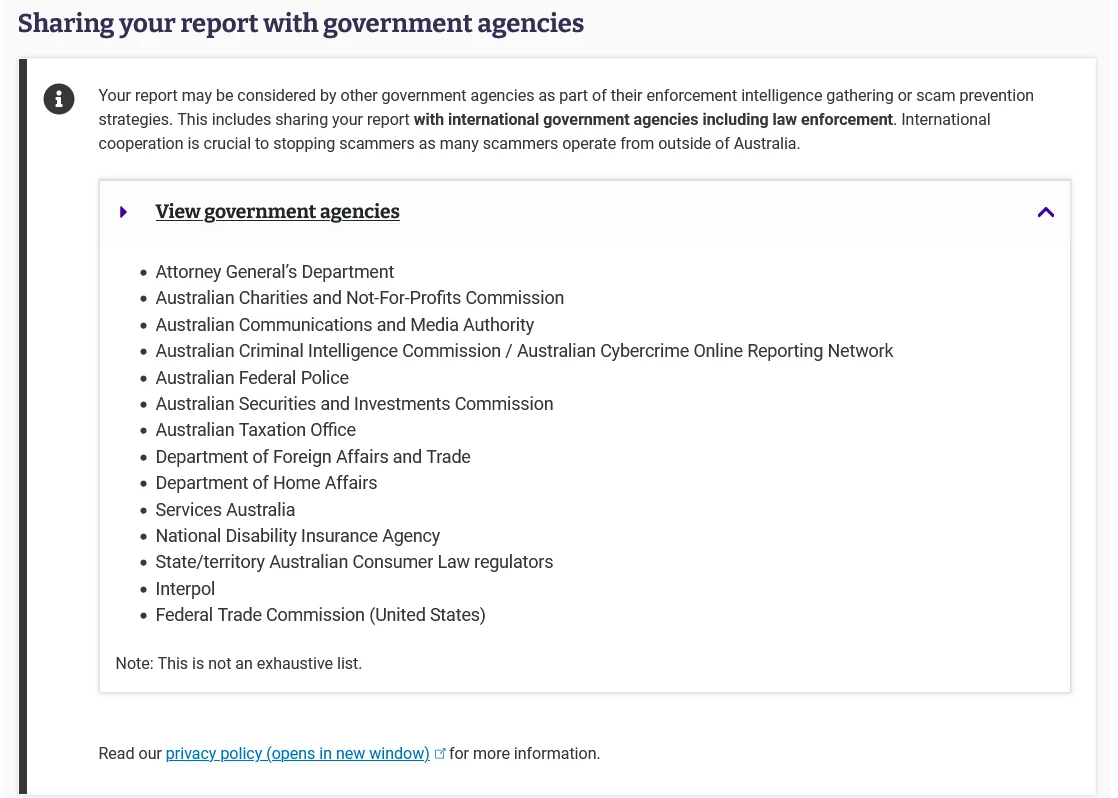 Sharing your report with government agencies
Your report may be considered by other government agencies as part of their enforcement intelligence gathering or scam prevention
strategies. This includes sharing your report with international government agencies including law enforcement. International
cooperation is crucial to stopping scammers as many scammers operate from outside of Australia.
View government agencies
• Attorney General’s Department
• Australian Charities and Not-For-Profits Commission
• Australian Communications and Media Authority
• Australian Criminal Intelligence Commission / Australian Cybercrime Online Reporting Network
• Australian Federal Police
• Australian Securities and Investments Commission
• Australian Taxation Office
• Department of Foreign Affairs and Trade
• Department of Home Affairs
• Services Australia
• National Disability Insurance Agency
• State/territory Australian Consumer Law regulators
• Interpol
• Federal Trade Commission (United States)
Note: This is not an exhaustive list.
Read our privacy policy (opens in new window) for more information.